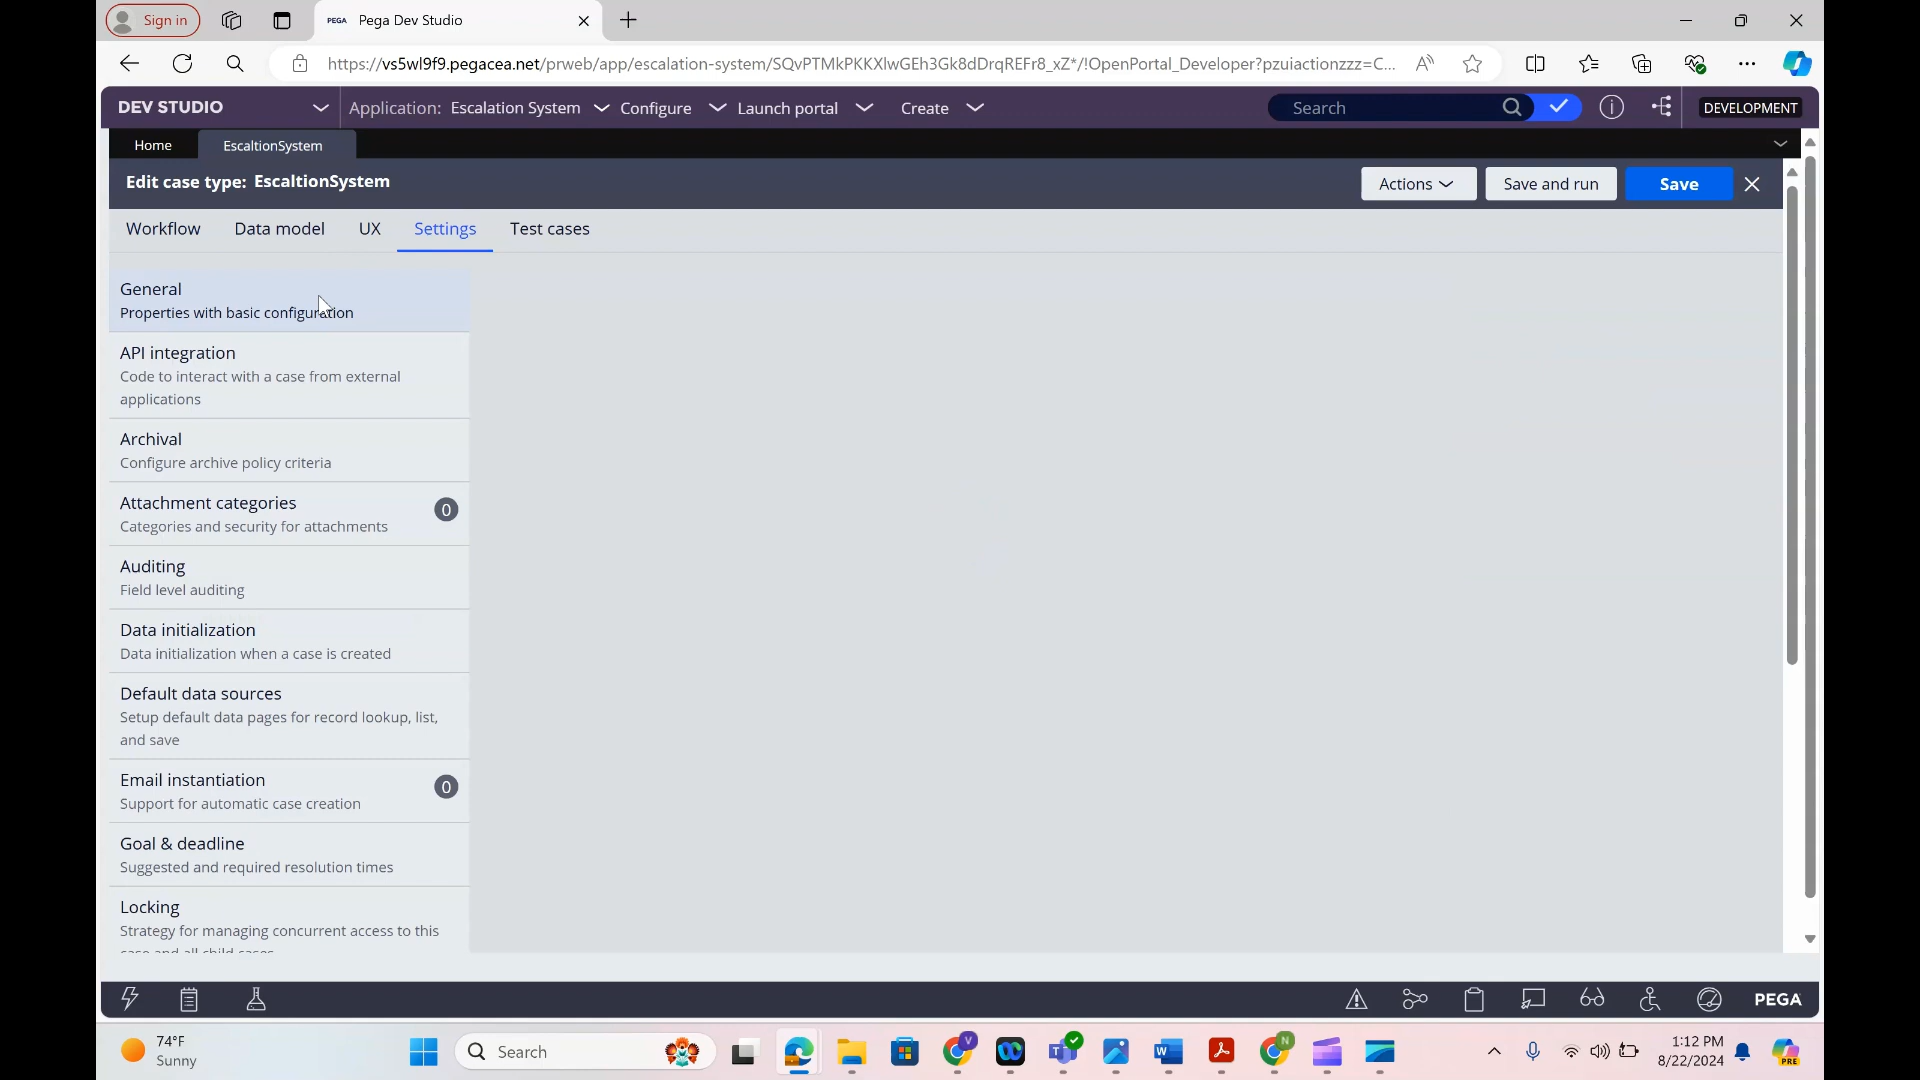 Sign in
PEGA Pega Dev Studio
https://vs5wl9f9.pegacea.net/prweb/app/escalation-system/SQvPTMkPKKXlwGEh3Gk8dDrqREFr8_xZ*/!OpenPortal_Developer?pzuiactionzzz=C...
DEV STUDIO
Application: Escalation System
Configure
Launch portal
Create
Search
DEVELOPMENT
Home
EscaltionSystem
Edit case type: EscaltionSystem
Actions
Save and run
Save
Workflow
Data model
UX
Settings
Test cases
General
Properties with basic configuration
API integration
Code to interact with a case from external
applications
Archival
Configure archive policy criteria
Attachment categories
0
Categories and security for attachments
Auditing
Field level auditing
Data initialization
Data initialization when a case is created
Default data sources
Setup default data pages for record lookup, list,
and save
Email instantiation
0
Support for automatic case creation
Goal & deadline
Suggested and required resolution times
Locking
Strategy for managing concurrent access to this
case and all child cases
PEGA
74°F
Sunny
Search
V
W
N
1:12 PM
8/22/2024
PRE